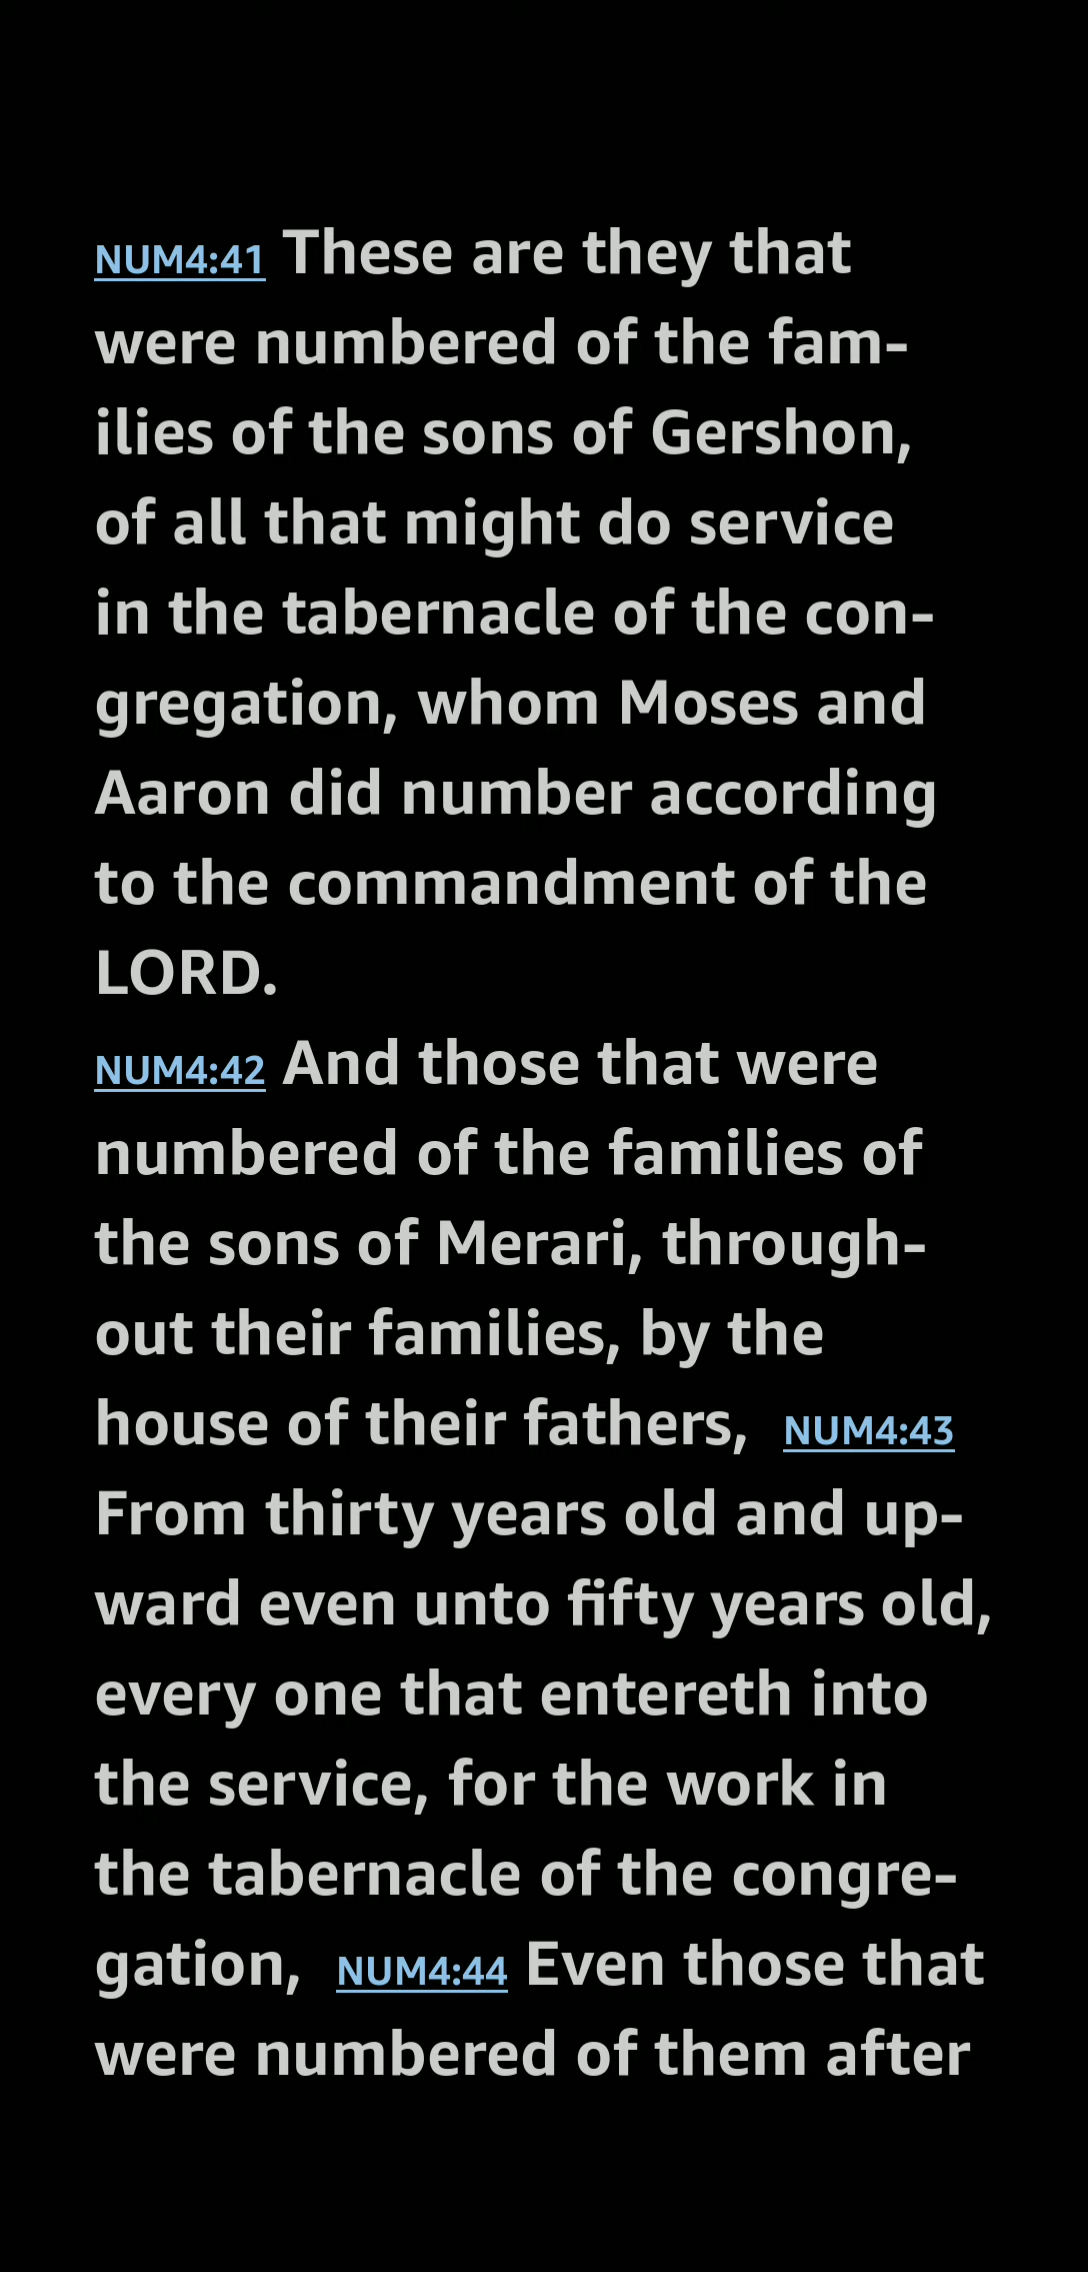 NUM4:41 These are they that
were numbered of the fam-
ilies of the sons of Gershon,
of all that might do service
in the tabernacle of the con-
gregation, whom Moses and
Aaron did number according
to the commandment of the
LORD.
NUM4:42 And those that were
numbered of the families of
the sons of Merari, through-
out their families, by the
house of their fathers, NUM4:43
From thirty years old and up-
ward even unto fifty years old,
every one that entereth into
the service, for the work in
the tabernacle of the congre-
gation, NUM4:44 Even those that
were numbered of them after